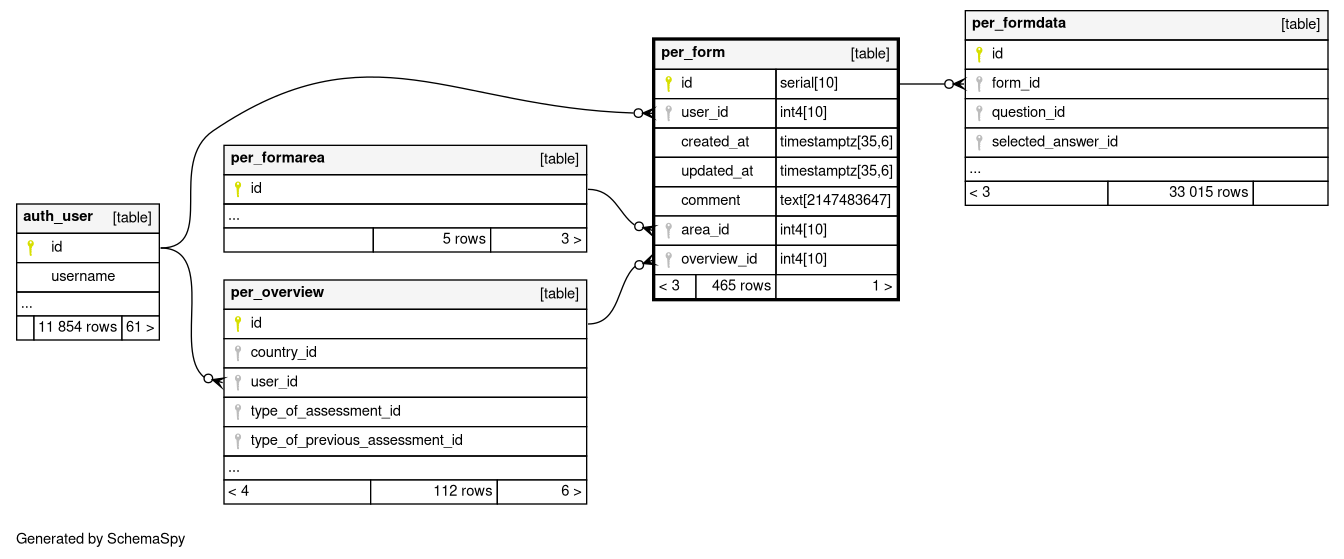 per_formdata [table]
id
form_id
question_id
selected_answer_id
...
< 3 33 015 rows
per_form [table]
id serial[10]
user_id int4[10]
created_at timestamptz[35,6]
updated_at timestamptz[35,6]
comment text[2147483647]
area_id int4[10]
overview_id int4[10]
< 3 465 rows 1 >
per_formarea [table]
id
...
5 rows 3 >
auth_user [table]
id
username
...
11 854 rows 61 >
per_overview [table]
id
country_id
user_id
type_of_assessment_id
type_of_previous_assessment_id
...
< 4 112 rows 6 >
Generated by SchemaSpy